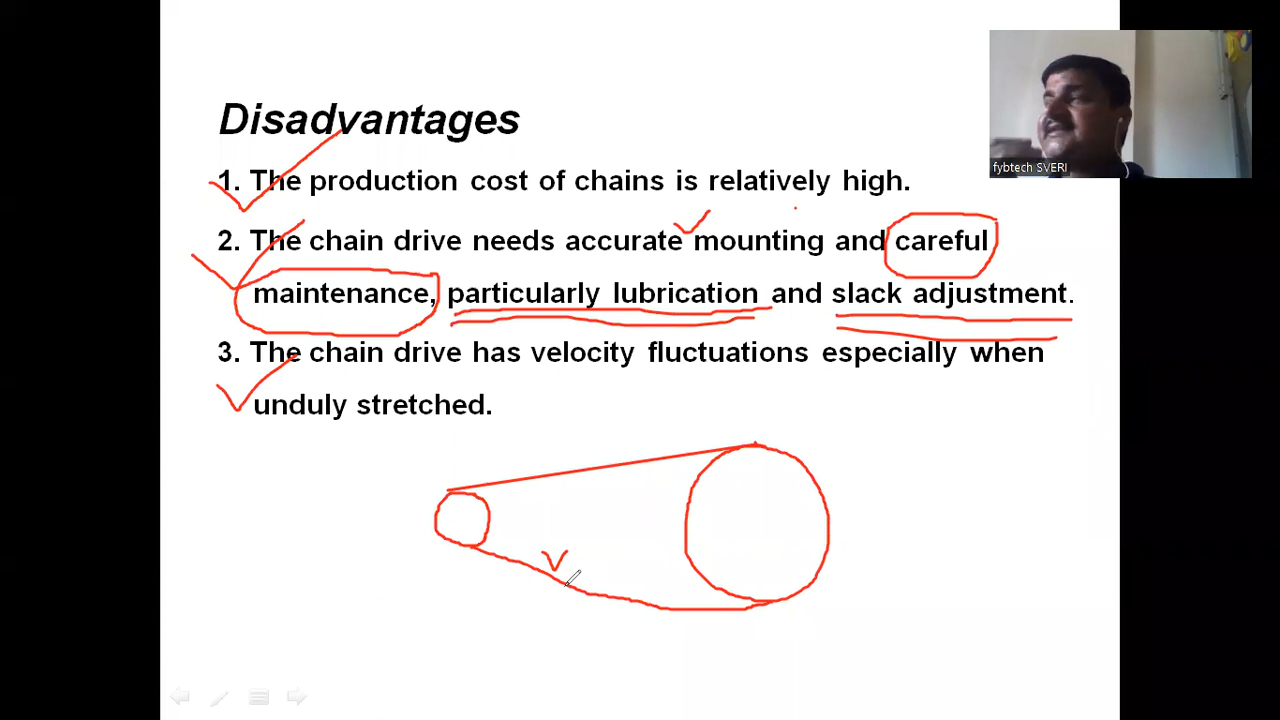 Disadvantages
1. The production cost of chains is relatively high.
2. The chain drive needs accurate mounting and careful
maintenance, particularly lubrication and slack adjustment.
3. The chain drive has velocity fluctuations especially when
unduly stretched.
V
fybtech SVERI